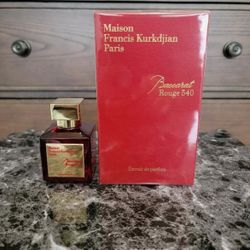 Maison
Francis Kurkdjian
Paris
Baccarat
Rouge 540
Extrait de parfum